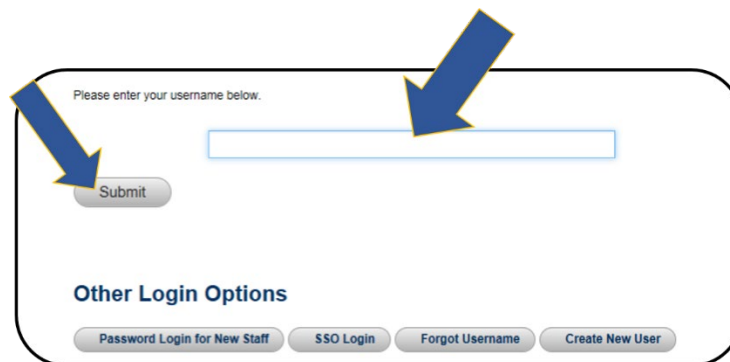 Please enter your username below.
Submit
Other Login Options
Password Login for New Staff SSO Login Forgot Username Create New User